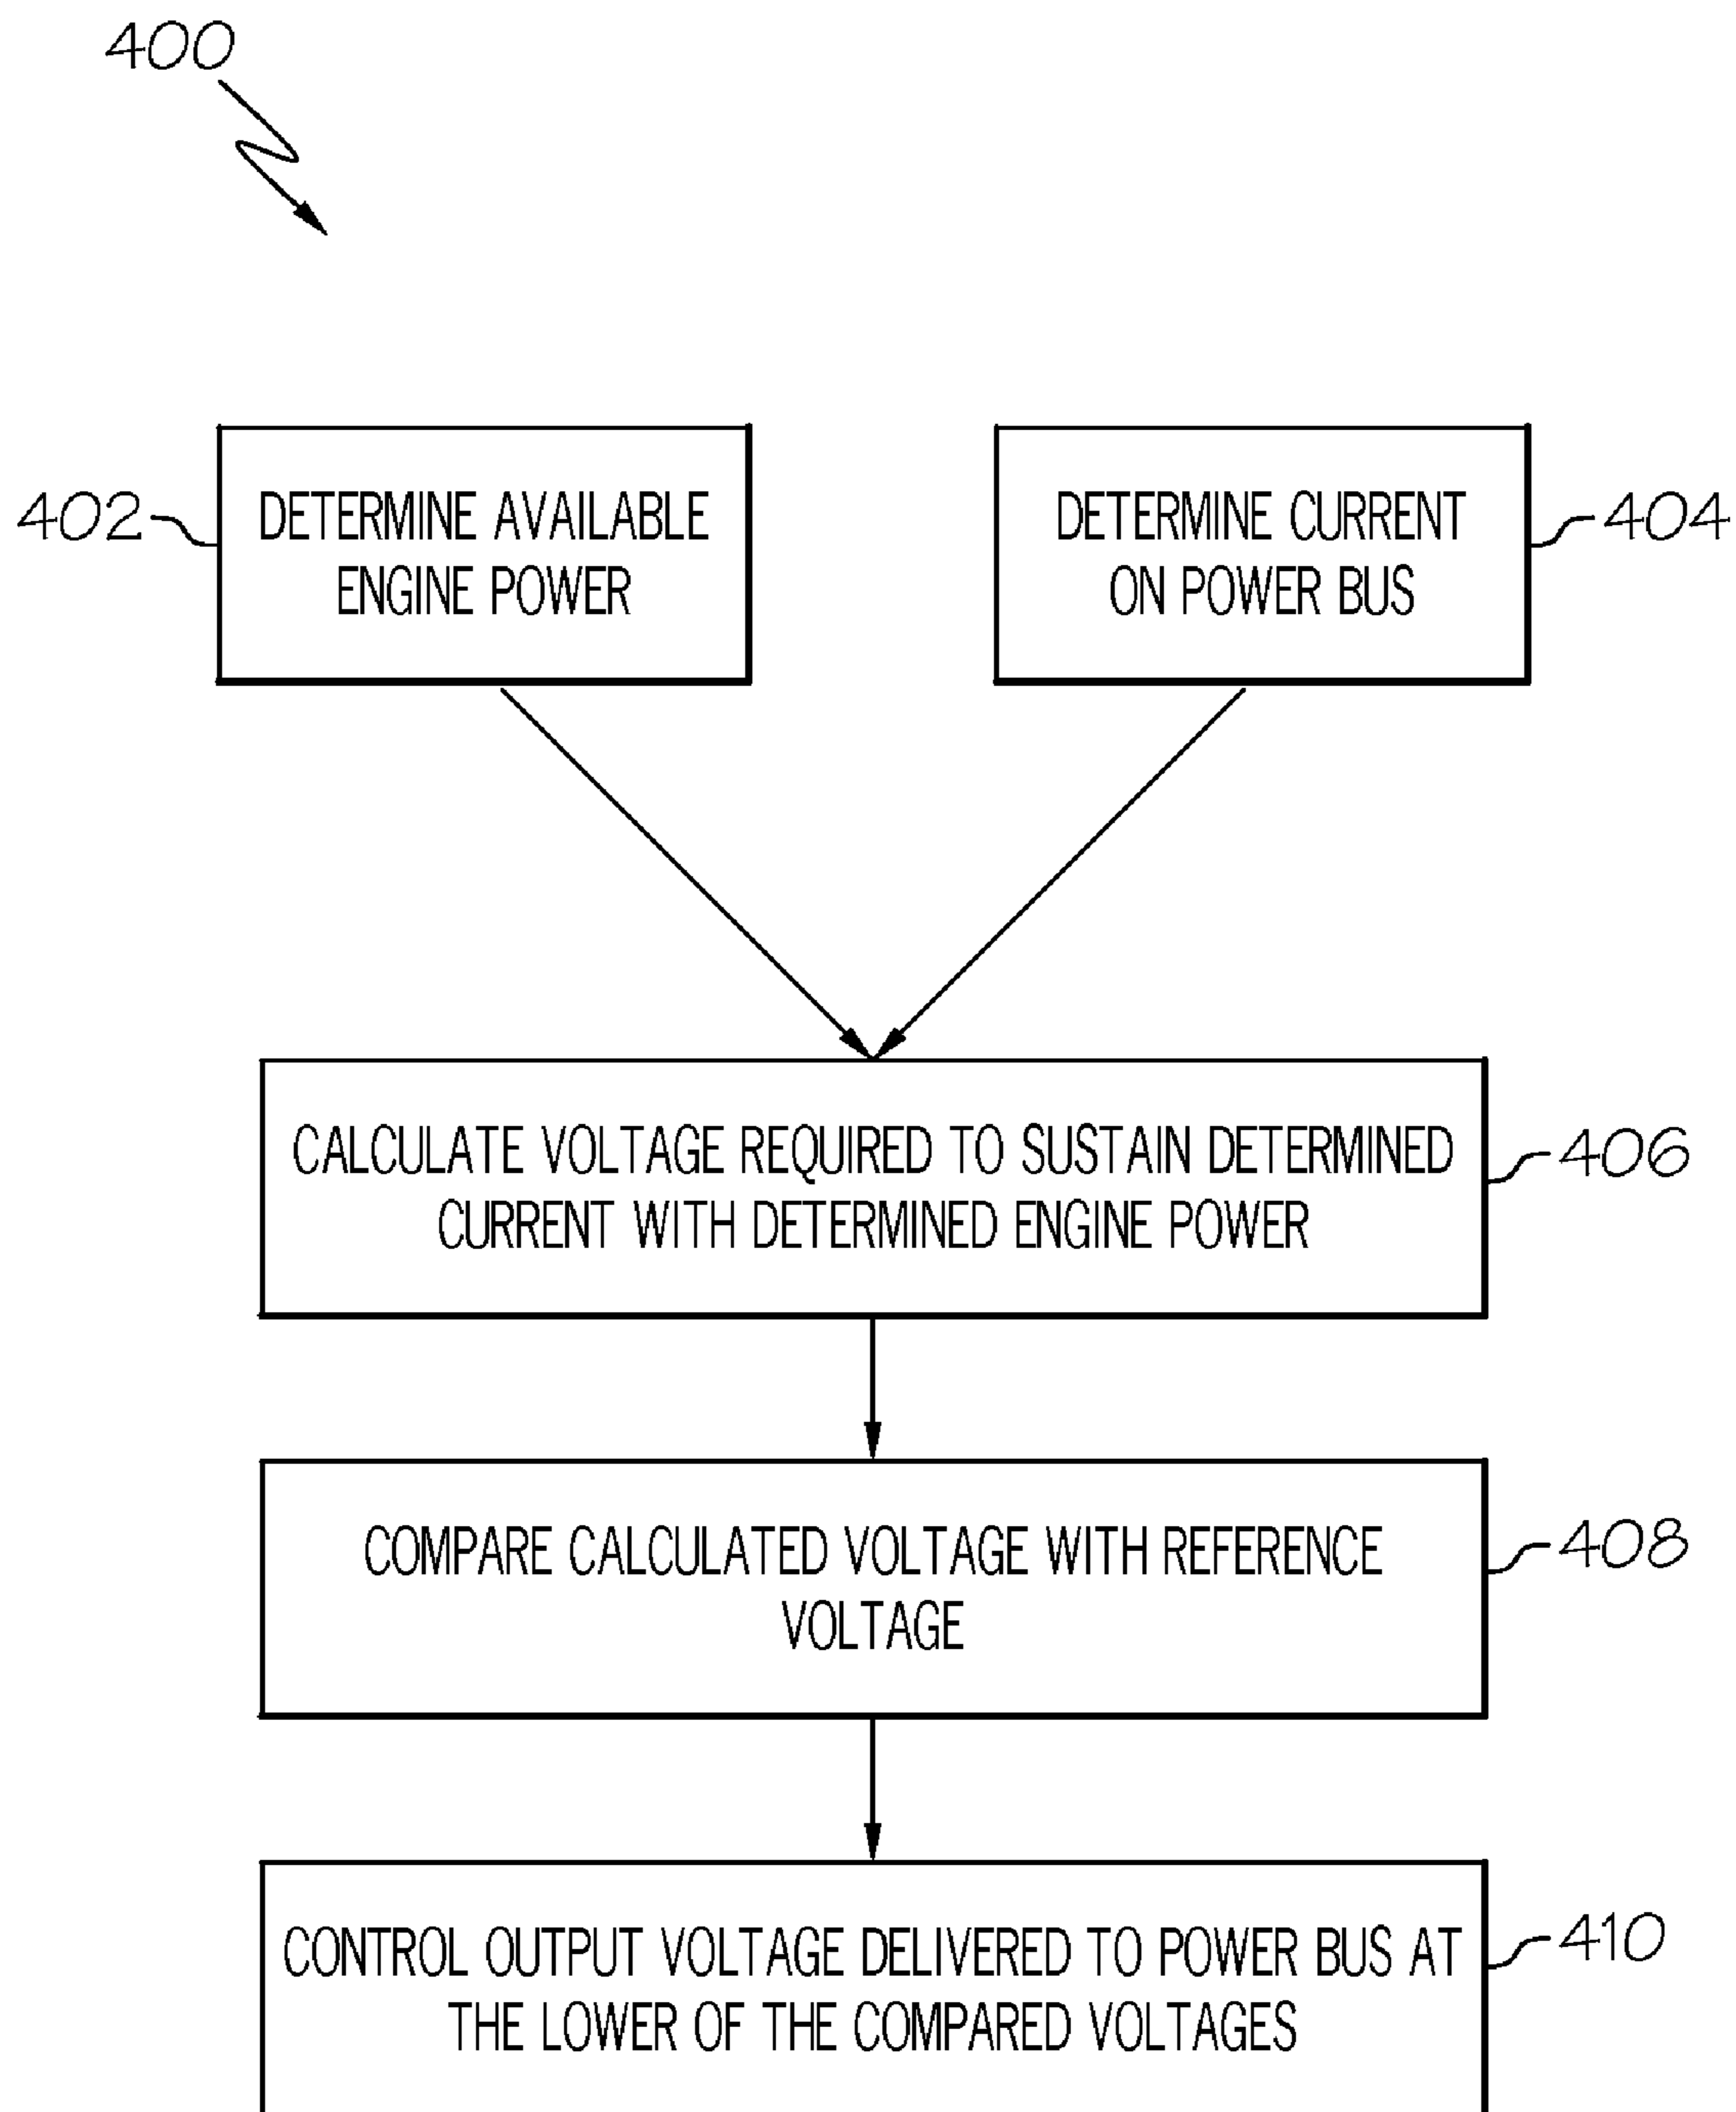 400
402
DETERMINE AVAILABLE
ENGINE POWER
DETERMINE CURRENT
ON POWER BUS
404
CALCULATE VOLTAGE REQUIRED TO SUSTAIN DETERMINED
CURRENT WITH DETERMINED ENGINE POWER
406
COMPARE CALCULATED VOLTAGE WITH REFERENCE
VOLTAGE
408
CONTROL OUTPUT VOLTAGE DELIVERED TO POWER BUS AT
THE LOWER OF THE COMPARED VOLTAGES
410